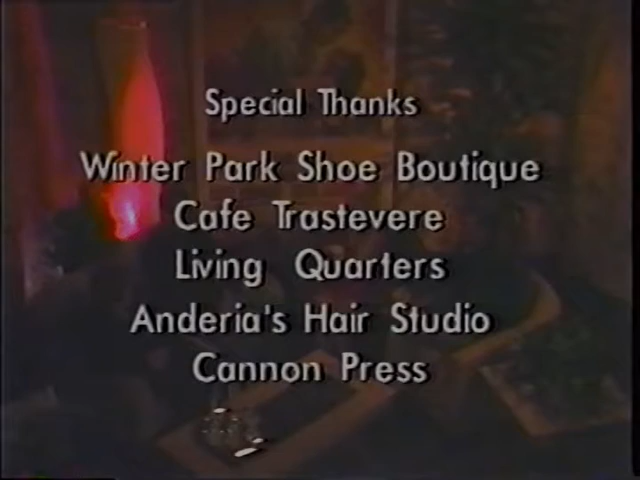 Special Thanks
Winter Park Shoe Boutique
Cafe Trastevere
Living Quarters
Anderia's Hair Studio
Cannon Press